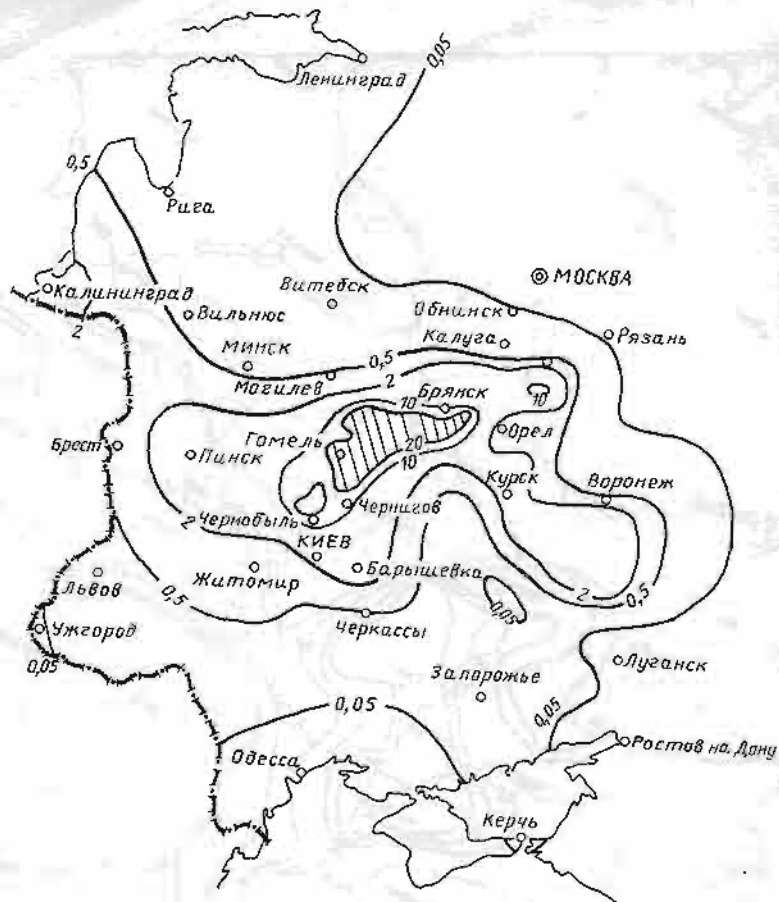 0,05
Ленинград
0,5
Рига
Москва
Калининград
Витебск
Обнинск
Вильнюс
2
Калуга
Рязань
Минск
0,5
Могилев
2
Брянск
10
10
Брест
Гомель
Орел
Пинск
20
10
Курск
Воронеж
Чернигов
Чернобыль
2
КИЕВ
Львов
Житомир
Барышевка
2
0,5
0,5
0,05
Черкассы
Ужгород
0,05
Луганск
Запорожье
0,05
0,05
Ростов на Дону
Одесса
Керчь